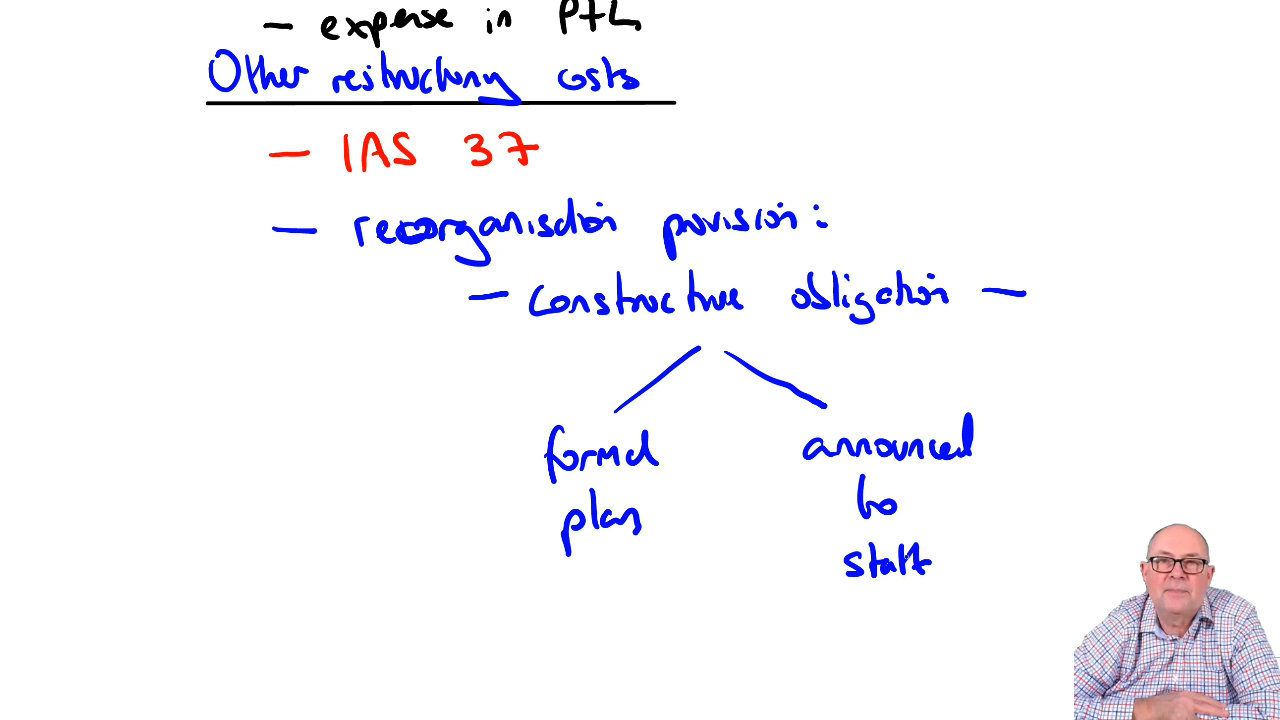 - expense in P+L
Other restructuring costs
- IAS 37
- reorganisation provision:
- constructive obligation -
formal announced
plan to
staff